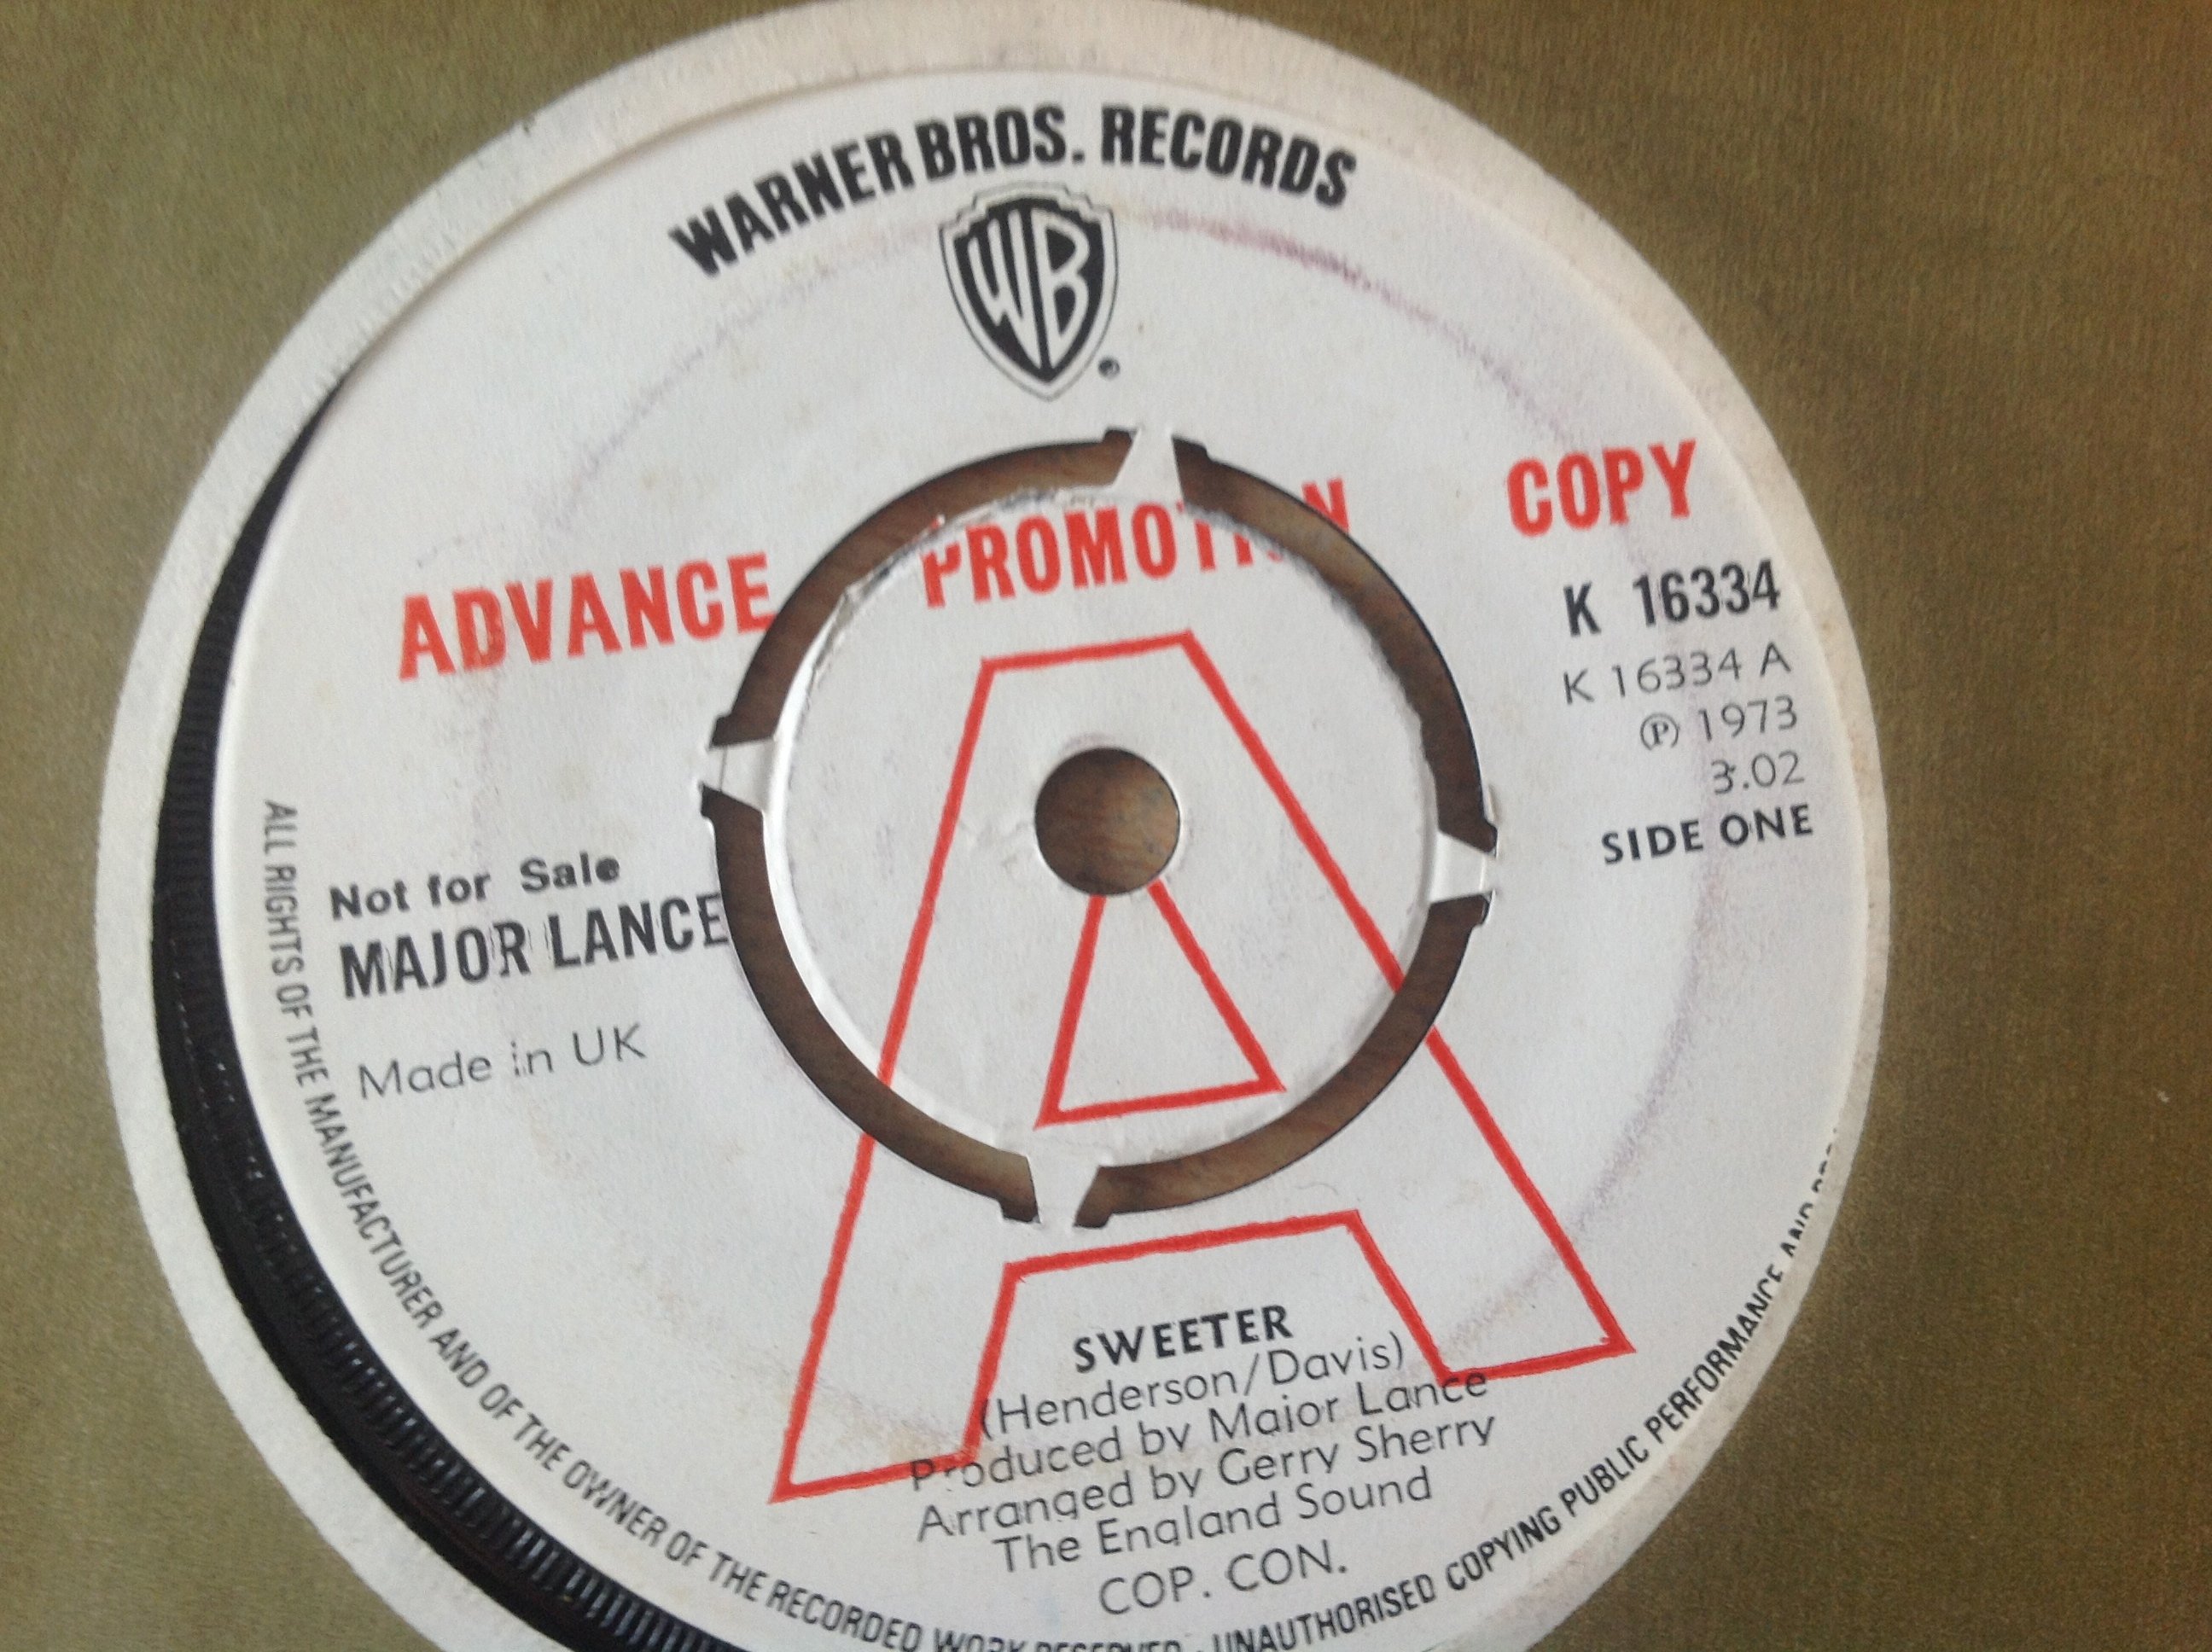 WARNER BROS. RECORDS
WB
ADVANCE PROMOTION COPY
K 16334
K 16334 A
Ⓟ 1973
3.02
SIDE ONE
Not for Sale
MAJOR LANCE
Made in UK
A
SWEETER
(Henderson/Davis)
Produced by Major Lance
Arranged by Gerry Sherry
The England Sound
COP. CON.
ALL RIGHTS OF THE MANUFACTURER AND OF THE OWNER OF THE RECORDED WORK RESERVED. UNAUTHORISED COPYING PUBLIC PERFORMANCE AND